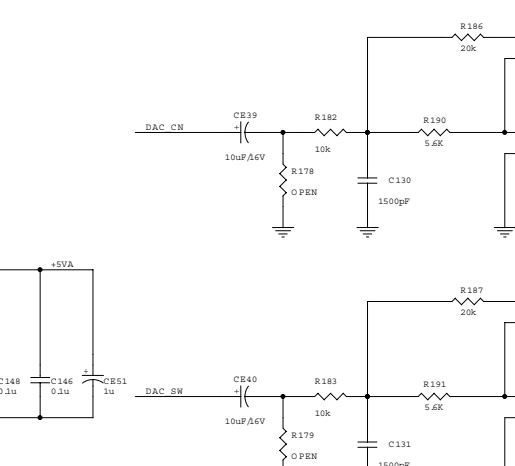 R186
20k
CE39
R182
R190
DAC_CN
+
10uF/16V
10k
5.6K
R178
OPEN
C130
1500pF
+5VA
R187
20k
C148
0.1u
C146
0.1u
+
CE51
1u
CE40
R183
R191
DAC_SW
+
10uF/16V
10k
5.6K
R179
OPEN
C131
1500pF